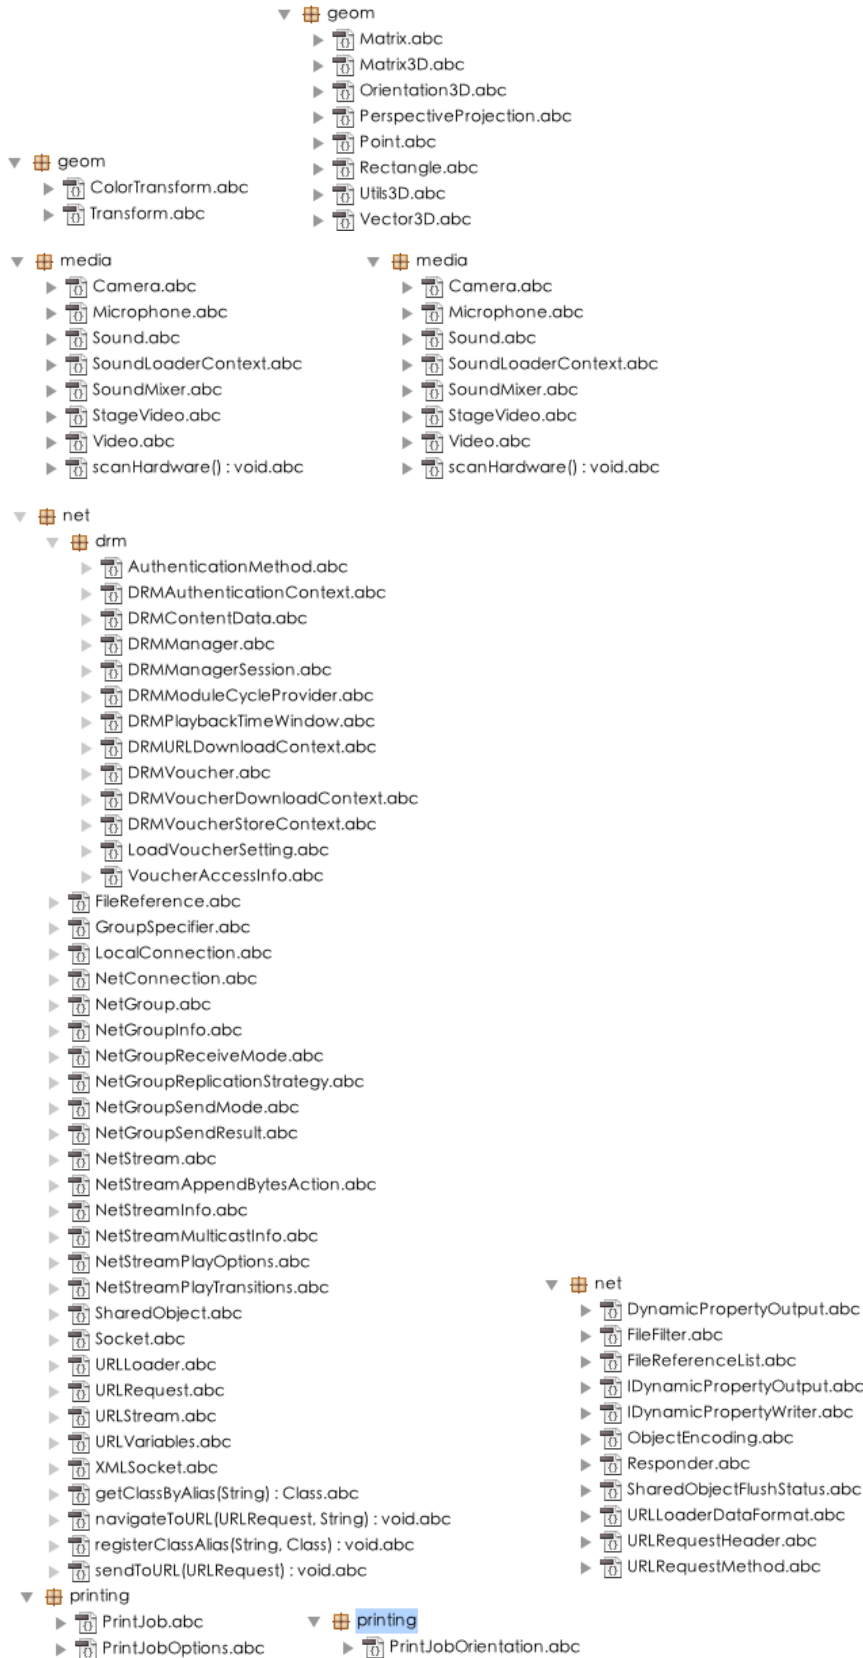 geom
Matrix.abc
Matrix3D.abc
Orientation3D.abc
PerspectiveProjection.abc
Point.abc
Rectangle.abc
Utils3D.abc
Vector3D.abc
geom
ColorTransform.abc
Transform.abc
media
Camera.abc
Microphone.abc
Sound.abc
SoundLoaderContext.abc
SoundMixer.abc
StageVideo.abc
Video.abc
scanHardware() : void.abc
media
Camera.abc
Microphone.abc
Sound.abc
SoundLoaderContext.abc
SoundMixer.abc
StageVideo.abc
Video.abc
scanHardware() : void.abc
net
drm
AuthenticationMethod.abc
DRMAuthenticationContext.abc
DRMContentData.abc
DRMManager.abc
DRMManagerSession.abc
DRMModuleCycleProvider.abc
DRMPlaybackTimeWindow.abc
DRMURLDownloadContext.abc
DRMVoucher.abc
DRMVoucherDownloadContext.abc
DRMVoucherStoreContext.abc
LoadVoucherSetting.abc
VoucherAccessInfo.abc
FileReference.abc
GroupSpecifier.abc
LocalConnection.abc
NetConnection.abc
NetGroup.abc
NetGroupInfo.abc
NetGroupReceiveMode.abc
NetGroupReplicationStrategy.abc
NetGroupSendMode.abc
NetGroupSendResult.abc
NetStream.abc
NetStreamAppendBytesAction.abc
NetStreamInfo.abc
NetStreamMulticastInfo.abc
NetStreamPlayOptions.abc
NetStreamPlayTransitions.abc
SharedObject.abc
Socket.abc
URLLoader.abc
URLRequest.abc
URLStream.abc
URLVariables.abc
XMLSocket.abc
getClassByAlias(String) : Class.abc
navigateToURL(URLRequest, String) : void.abc
registerClassAlias(String, Class) : void.abc
sendToURL(URLRequest) : void.abc
net
DynamicPropertyOutput.abc
FileFilter.abc
FileReferenceList.abc
IDynamicPropertyOutput.abc
IDynamicPropertyWriter.abc
ObjectEncoding.abc
Responder.abc
SharedObjectFlushStatus.abc
URLLoaderDataFormat.abc
URLRequestHeader.abc
URLRequestMethod.abc
printing
PrintJob.abc
PrintJobOptions.abc
printing
PrintJobOrientation.abc